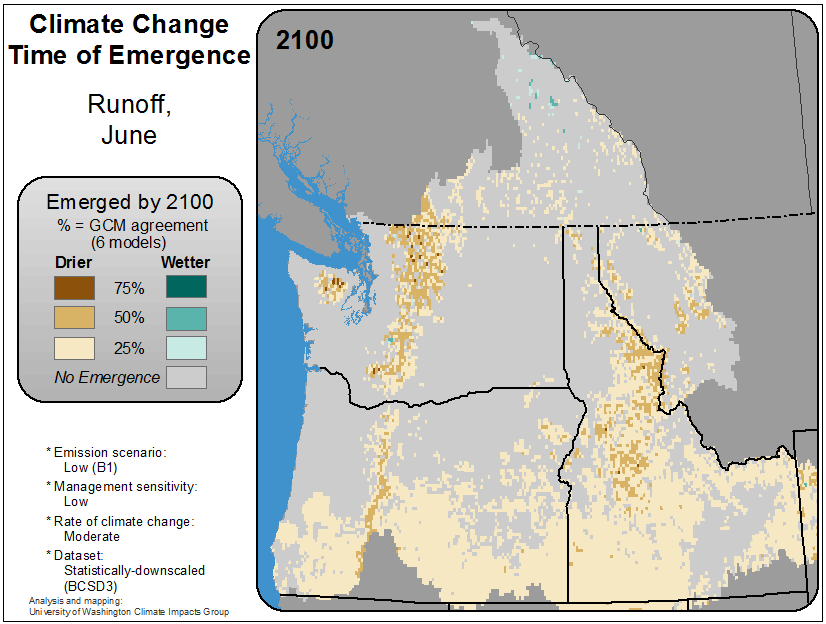 Climate Change
Time of Emergence
Runoff,
June
Emerged by 2100
% = GCM agreement
(6 models)
Drier Wetter
75%
50%
25%
No Emergence
* Emission scenario:
Low (B1)
* Management sensitivity:
Low
* Rate of climate change:
Moderate
* Dataset:
Statistically-downscaled
(BCSD3)
Analysis and mapping:
University of Washington Climate Impacts Group
2100